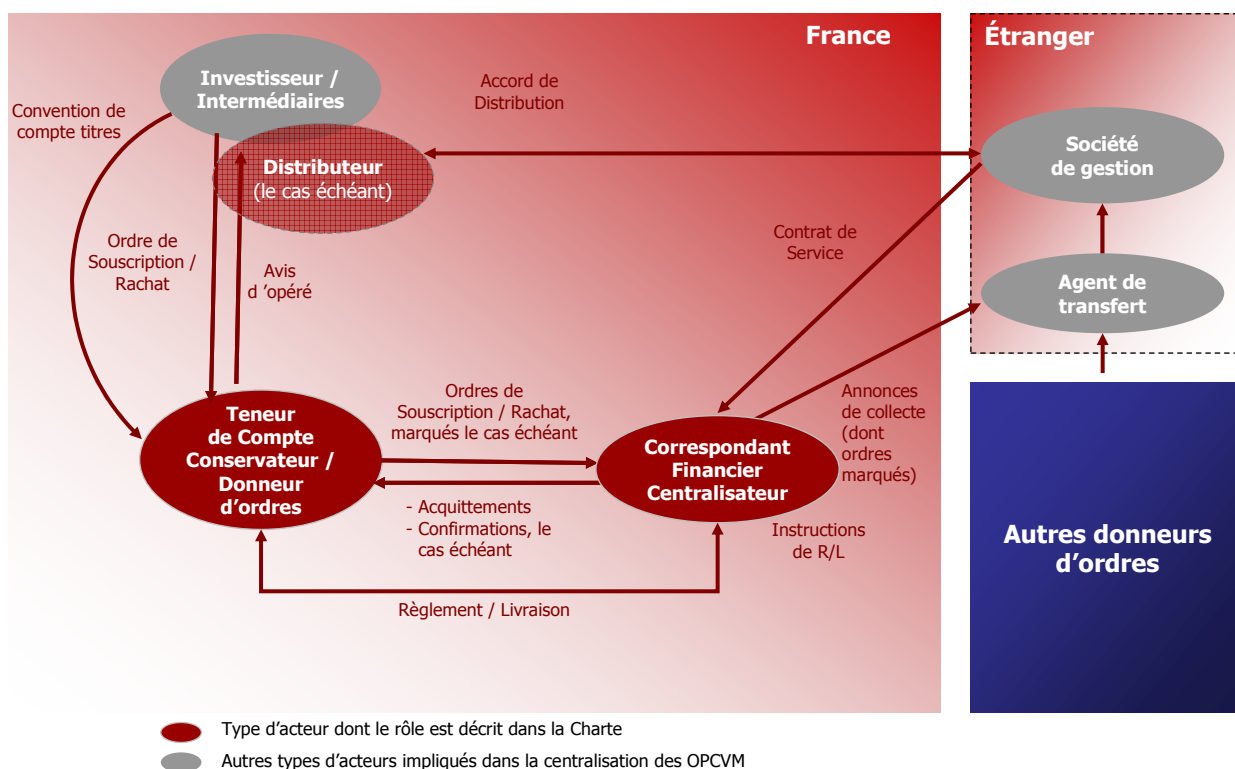 France
Étranger
Investisseur /
Intermédiaires
Accord de
Distribution
Convention de
compte titres
Distributeur
(le cas échéant)
Société
de gestion
Ordre de
Souscription /
Rachat
Avis
d ’opéré
Contrat de
Service
Agent de
transfert
Teneur
de Compte
Conservateur /
Donneur
d’ordres
Ordres de
Souscription / Rachat,
marqués le cas échéant
Correspondant
Financier
Centralisateur
Annonces
de collecte
(dont
ordres
marqués)
- Acquittements
- Confirmations, le
cas échéant
Instructions
de R/L
Autres donneurs
d’ordres
Règlement / Livraison
Type d’acteur dont le rôle est décrit dans la Charte
Autres types d’acteurs impliqués dans la centralisation des OPCVM